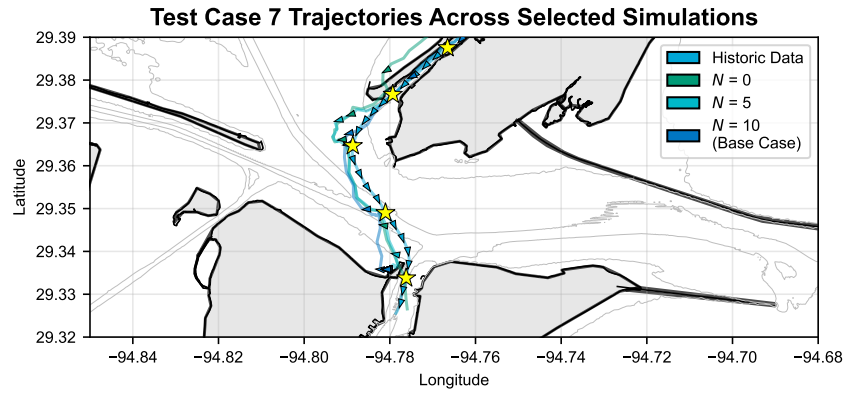 Test Case 7 Trajectories Across Selected Simulations
29.39
29.38
29.37
29.36
29.35
29.34
29.33
29.32
Latitude
Historic Data
N = 0
N = 5
N = 10
(Base Case)
−94.84
−94.82
−94.80
−94.78
−94.76
−94.74
−94.72
−94.70
−94.68
Longitude